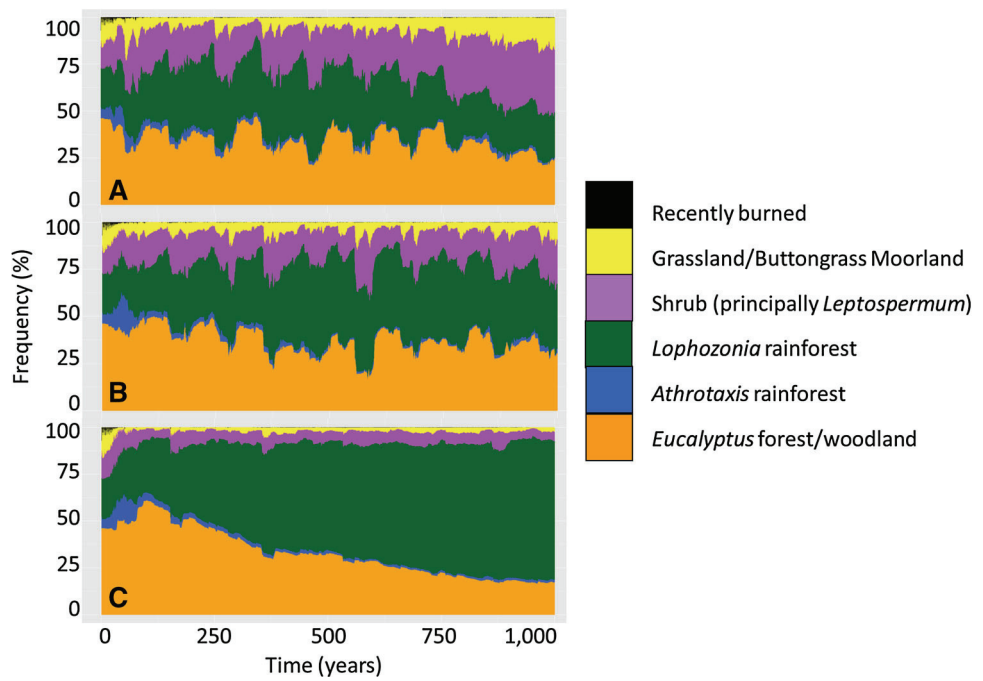 100
75
50
25
0
A
100
75
50
25
0
B
100
75
50
25
0
C
Frequency (%)
0 250 500 750 1,000
Time (years)
Recently burned
Grassland/Buttongrass Moorland
Shrub (principally Leptospermum)
Lophozonia rainforest
Athrotaxis rainforest
Eucalyptus forest/woodland